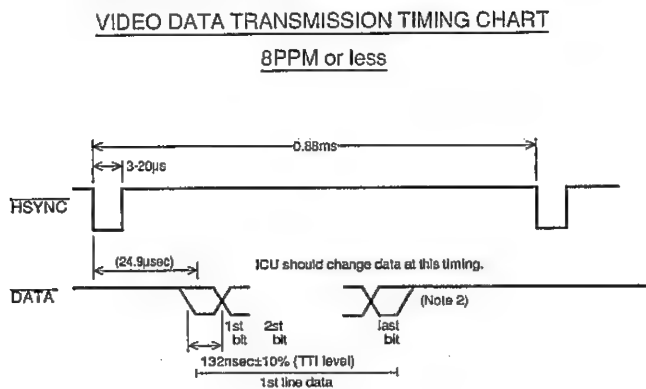 VIDEO DATA TRANSMISSION TIMING CHART
8PPM or less
0.88ms
3-20μs
HSYNC
(24.9μsec)
ICU should change data at this timing.
DATA
(Note 2)
1st bit
2st bit
last bit
132nsec±10% (TTI level)
1st line data